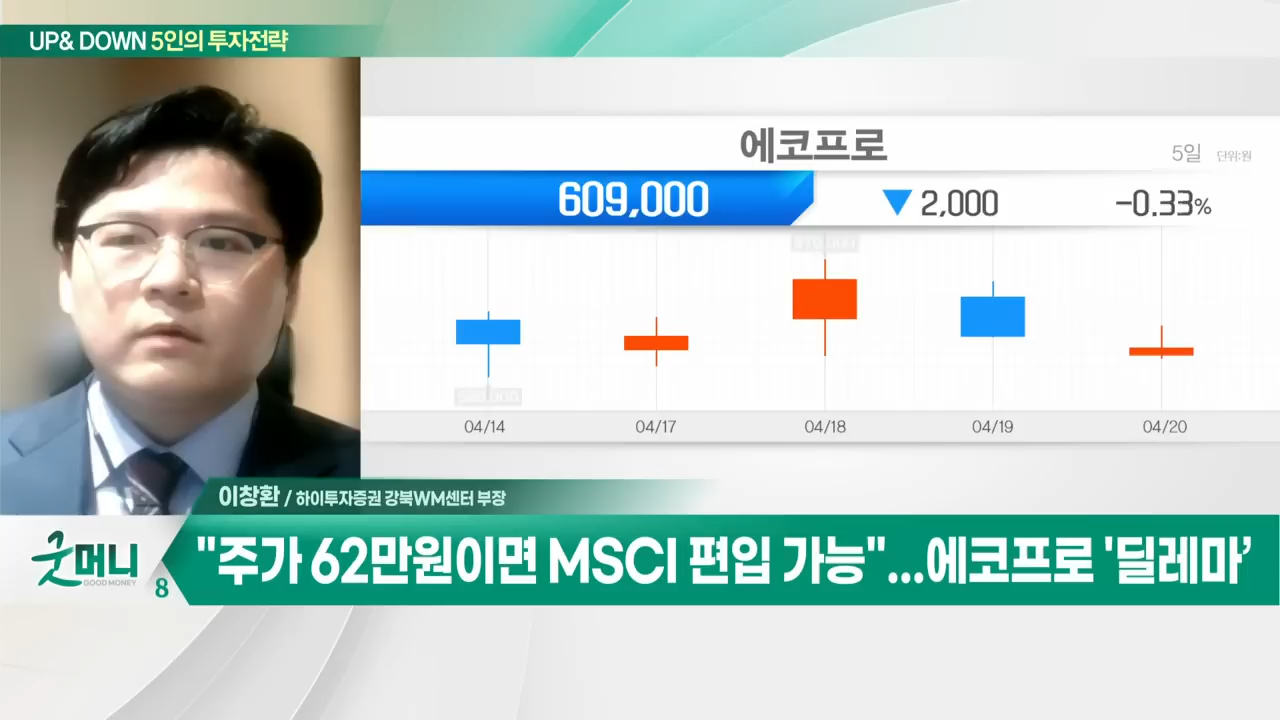 UP& DOWN 5인의 투자전략
에코프로
5일 단위:원
609,000 ▼ 2,000 -0.33%
04/14 04/17 04/18 04/19 04/20
이창환 / 하이투자증권 강북WM센터 부장
굿머니
GOOD MONEY
8
"주가 62만원이면 MSCI 편입 가능"...에코프로 '딜레마'